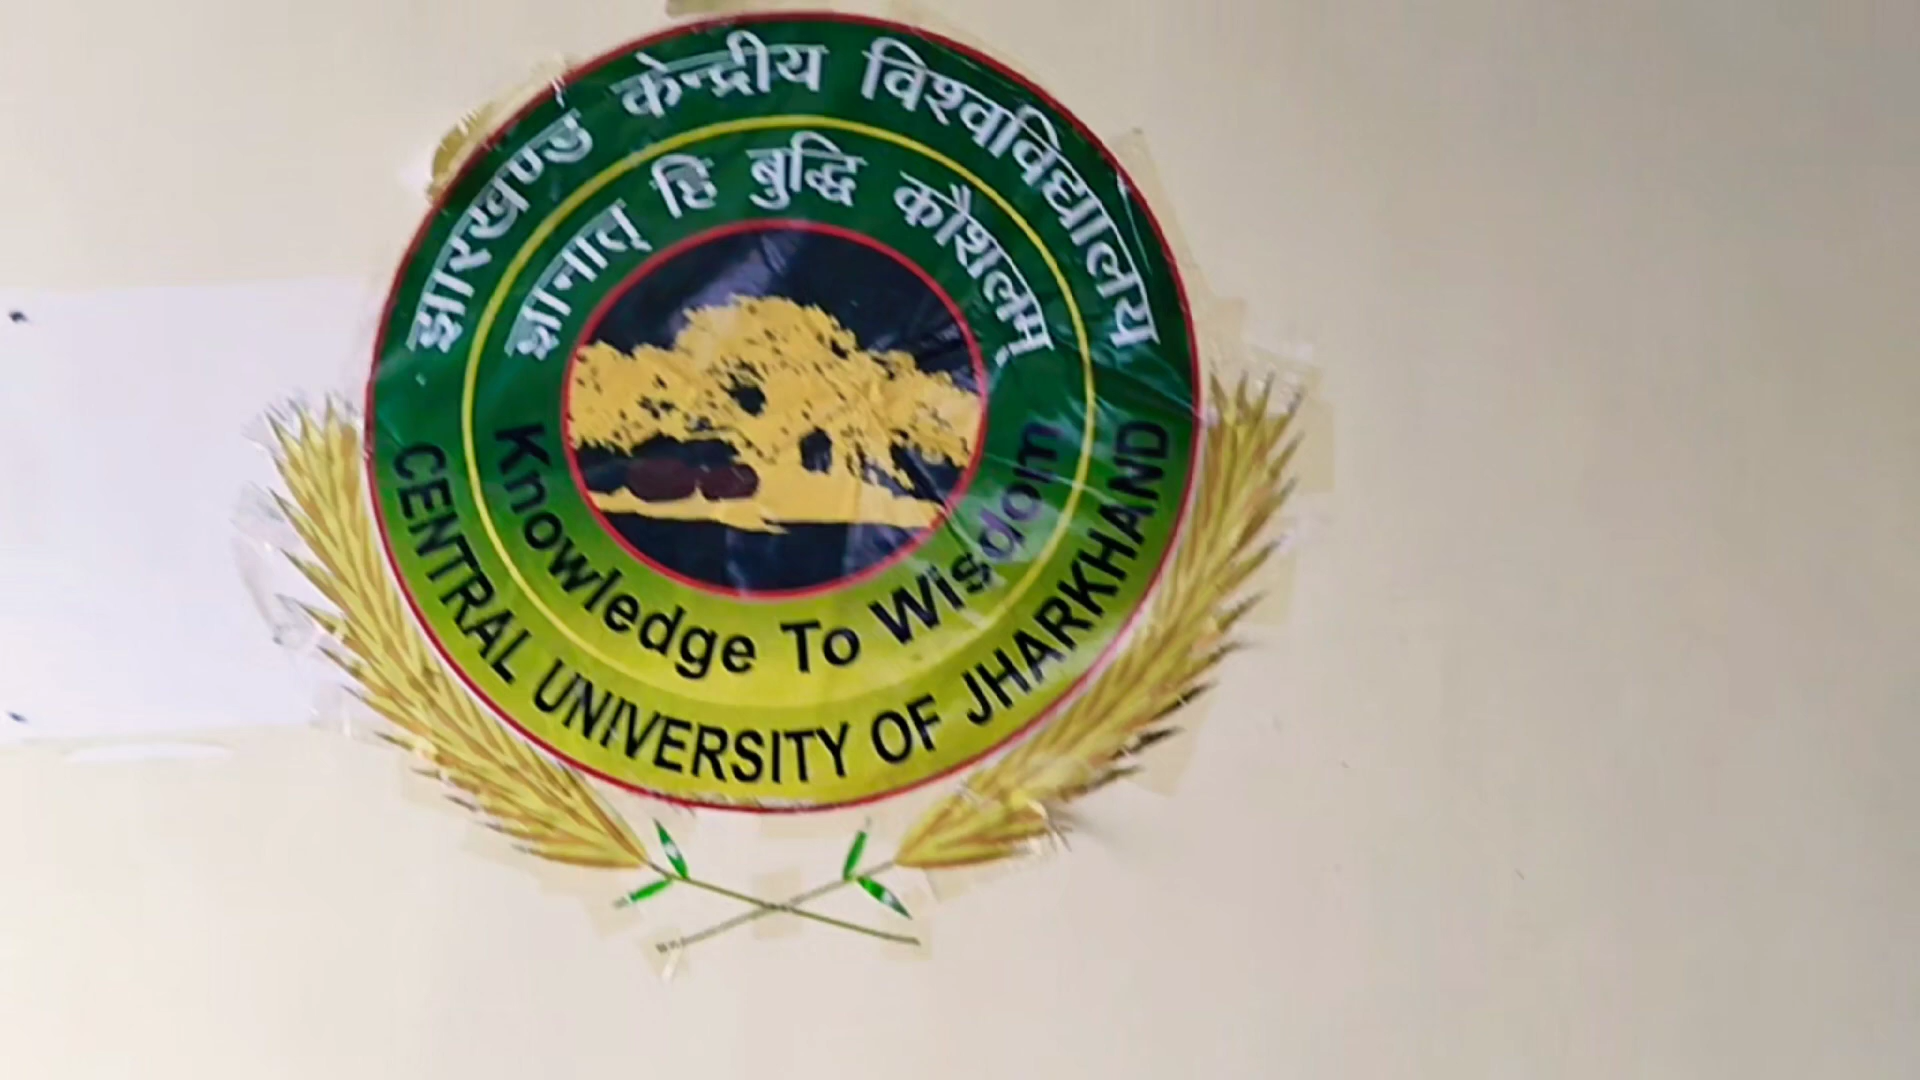 झारखण्ड केन्द्रीय विश्वविद्यालय
ज्ञानात् हि बुद्धि कौशलम्
Knowledge To Wisdom
CENTRAL UNIVERSITY OF JHARKHAND